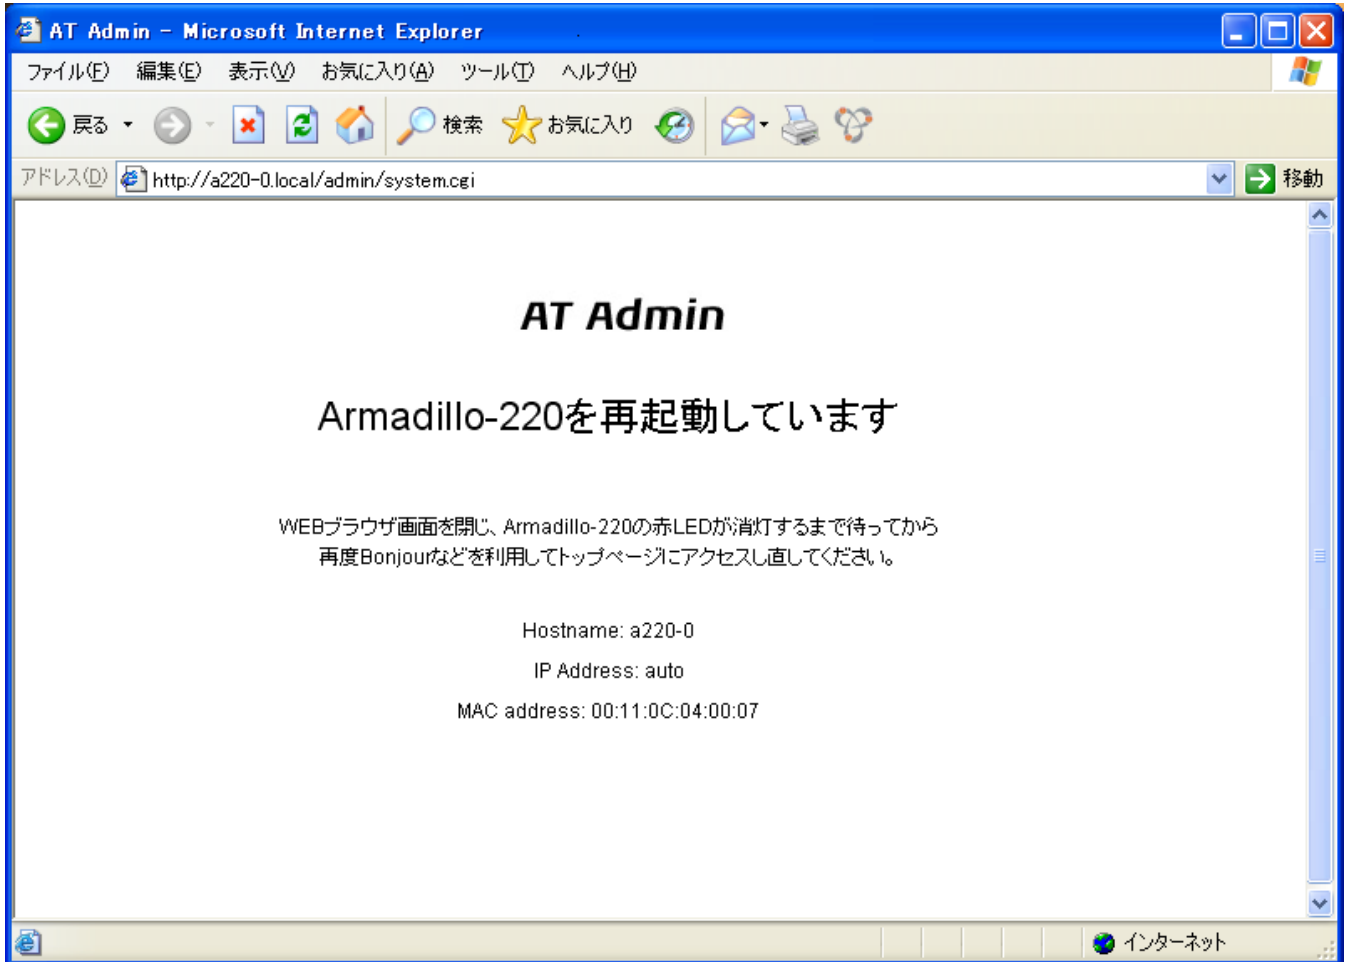 AT Admin - Microsoft Internet Explorer
ファイル(F) 編集(E) 表示(V) お気に入り(A) ツール(T) ヘルプ(H)
戻る 検索 お気に入り
アドレス(D) http://a220-0.local/admin/system.cgi 移動
AT Admin
Armadillo-220を再起動しています
WEBブラウザ画面を閉じ、Armadillo-220の赤LEDが消灯するまで待ってから
再度Bonjourなどを利用してトップページにアクセスし直してください。
Hostname: a220-0
IP Address: auto
MAC address: 00:11:0C:04:00:07
インターネット